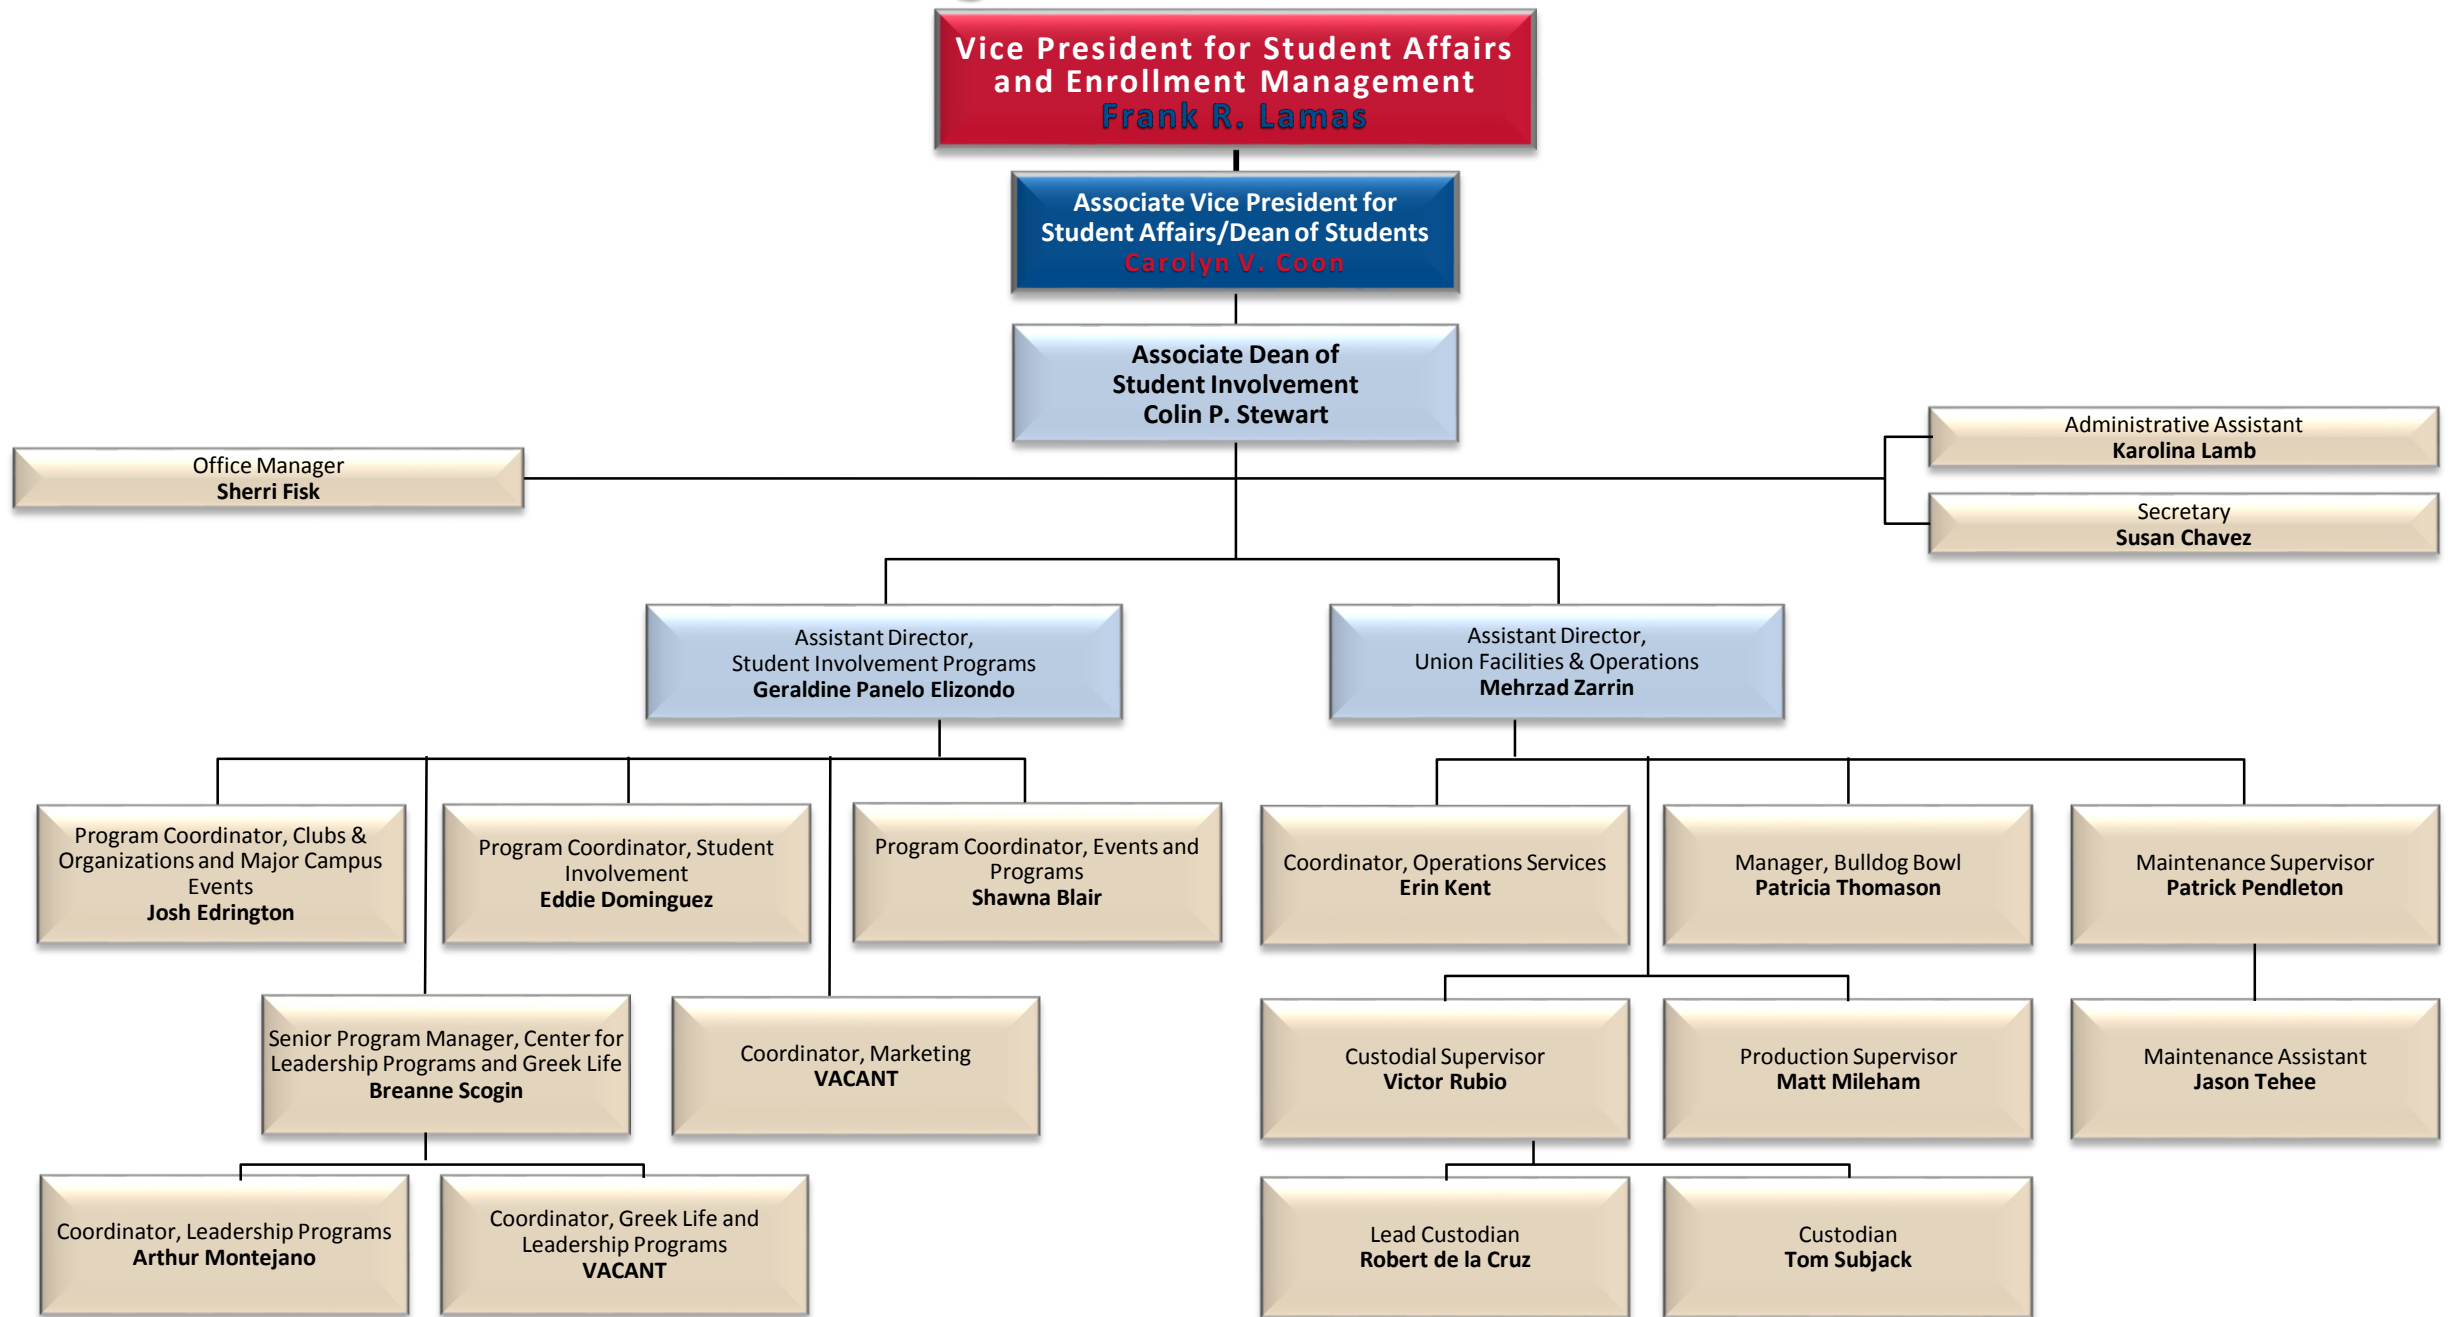 Vice President for Student Affairs
and Enrollment Management
Frank R. Lamas
Associate Vice President for
Student Affairs/Dean of Students
Carolyn V. Coon
Associate Dean of
Student Involvement
Colin P. Stewart
Office Manager
Sherri Fisk
Administrative Assistant
Karolina Lamb
Secretary
Susan Chavez
Assistant Director,
Student Involvement Programs
Geraldine Panelo Elizondo
Assistant Director,
Union Facilities & Operations
Mehrzad Zarrin
Program Coordinator, Clubs &
Organizations and Major Campus
Events
Josh Edrington
Program Coordinator, Student
Involvement
Eddie Dominguez
Program Coordinator, Events and
Programs
Shawna Blair
Coordinator, Operations Services
Erin Kent
Manager, Bulldog Bowl
Patricia Thomason
Maintenance Supervisor
Patrick Pendleton
Senior Program Manager, Center for
Leadership Programs and Greek Life
Breanne Scogin
Coordinator, Marketing
VACANT
Custodial Supervisor
Victor Rubio
Production Supervisor
Matt Mileham
Maintenance Assistant
Jason Tehee
Coordinator, Leadership Programs
Arthur Montejano
Coordinator, Greek Life and
Leadership Programs
VACANT
Lead Custodian
Robert de la Cruz
Custodian
Tom Subjack